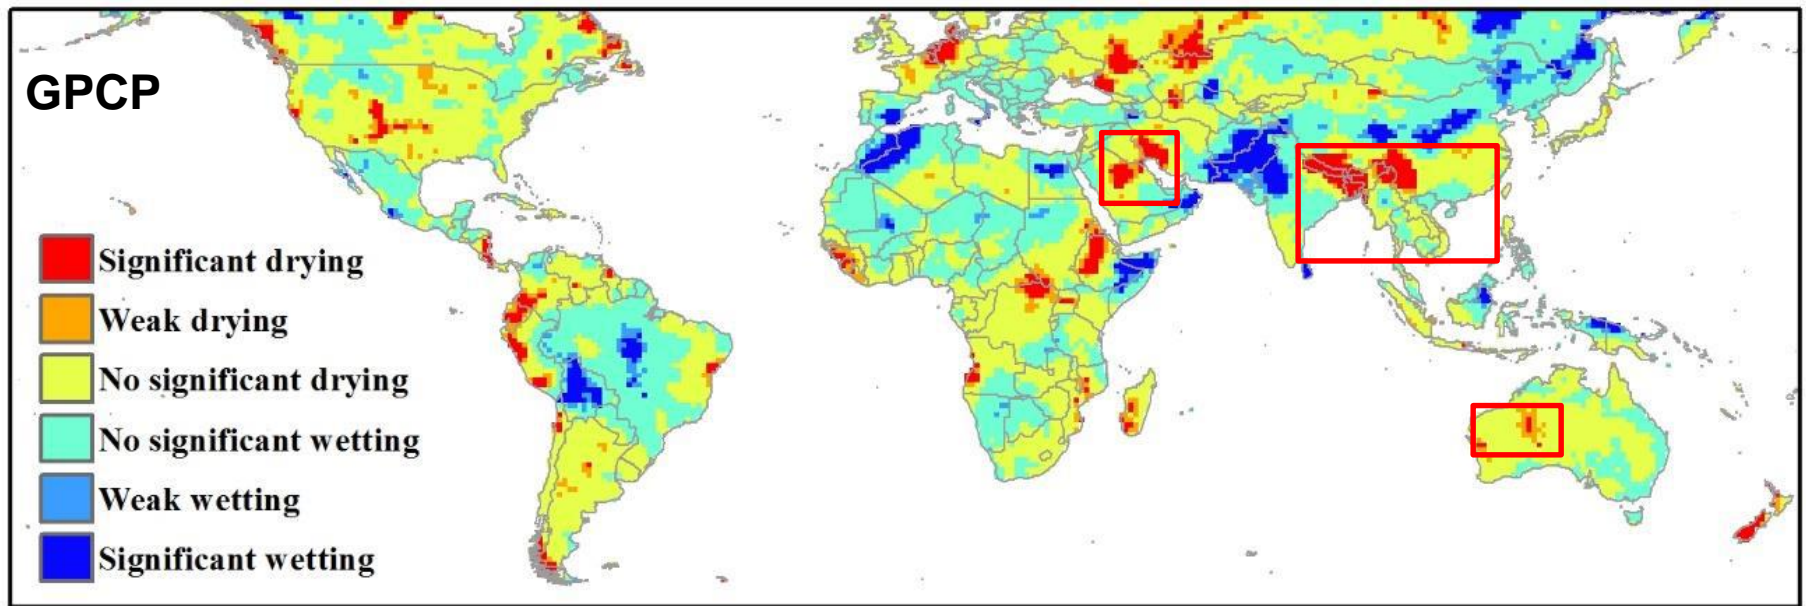 GPCP
Significant drying
Weak drying
No significant drying
No significant wetting
Weak wetting
Significant wetting